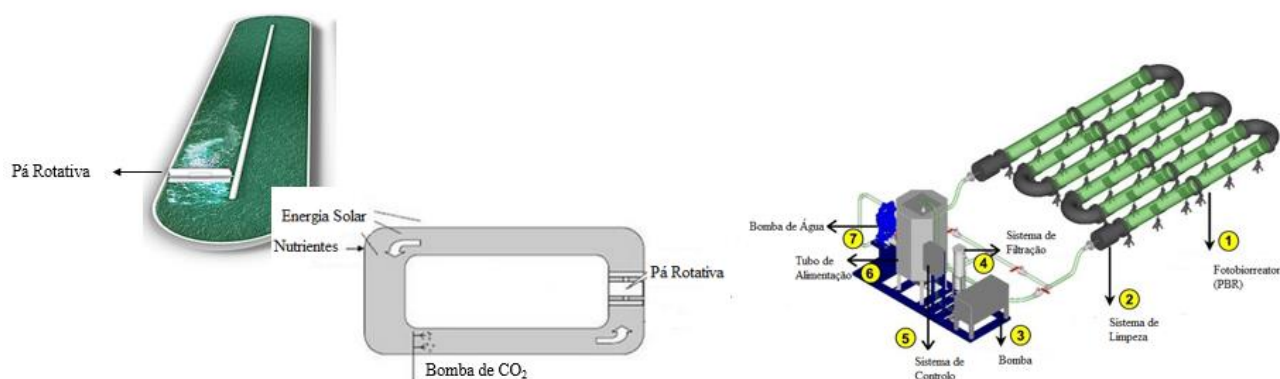 Pá Rotativa
Energia Solar
Nutrientes
Pá Rotativa
Bomba de CO₂
Bomba de Água
7
Tubo de
Alimentação
6
Sistema de
Filtração
4
5
Sistema de
Controlo
3
Bomba
2
Sistema de
Limpeza
1
Fotobiorreator
(PBR)